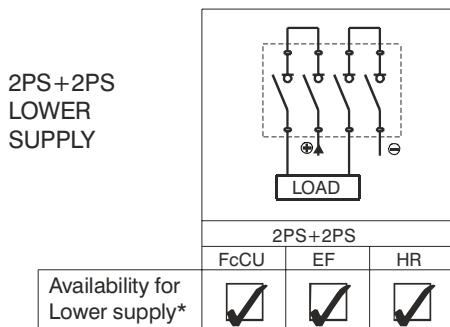 2PS+2PS
LOWER
SUPPLY
⊕ ⊖
LOAD
2PS+2PS
FcCU EF HR
Availability for
Lower supply*